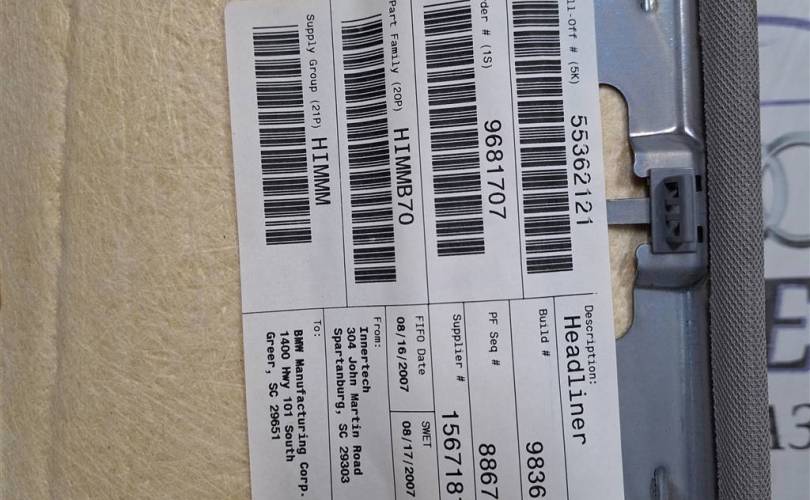 ll-Off # (5K)
55362121
der # (1S)
9681707
Part Family (20P)
HIMMB70
Supply Group (21P)
HIMMM
Description:
Headliner
Build #
9836
PF Seq #
8867
Supplier #
156718
FIFO Date
08/16/2007
SWET
08/17/2007
From:
Innertech
304 John Martin Road
Spartanburg, SC 29303
To:
BMW Manufacturing Corp.
1400 Hwy 101 South
Greer, SC 29651